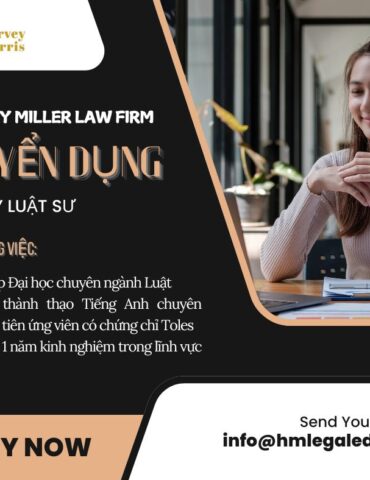 rvey
rris
Y MILLER LAW FIRM
YỂN DỤNG
Y LUẬT SƯ
G VIỆC:
p Đại học chuyên ngành Luật
thành thạo Tiếng Anh chuyên
tiên ứng viên có chứng chỉ Toles
1 năm kinh nghiệm trong lĩnh vực
Y NOW
Send You
info@hmlegaled